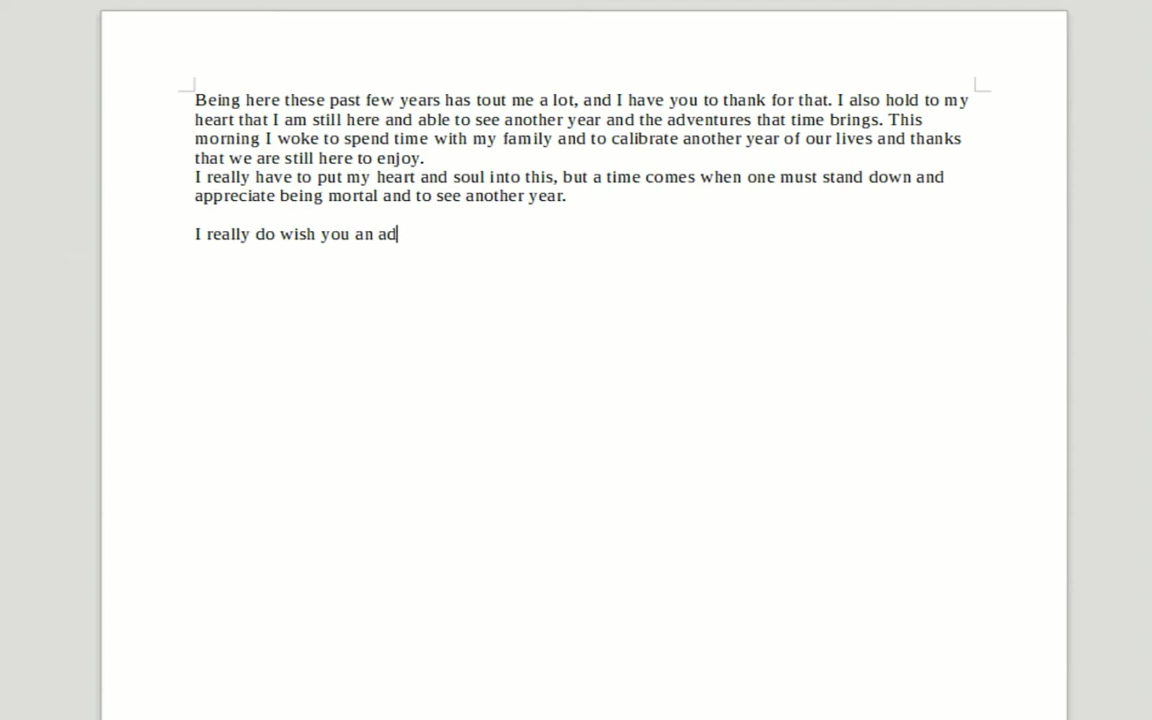 Being here these past few years has tout me a lot, and I have you to thank for that. I also hold to my
heart that I am still here and able to see another year and the adventures that time brings. This
morning I woke to spend time with my family and to calibrate another year of our lives and thanks
that we are still here to enjoy.
I really have to put my heart and soul into this, but a time comes when one must stand down and
appreciate being mortal and to see another year.
I really do wish you an ad